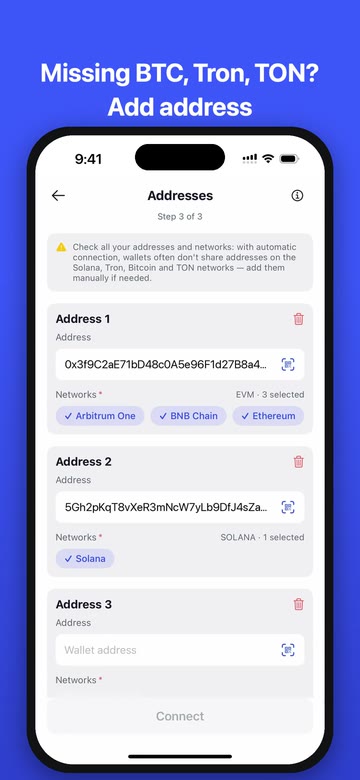 Missing BTC, Tron, TON?
Add address
9:41
Addresses
Step 3 of 3
Check all your addresses and networks: with automatic
connection, wallets often don't share addresses on the
Solana, Tron, Bitcoin and TON networks — add them
manually if needed.
Address 1
Address
0x3f9C2aE71bD48c0A5e96F1d27B8a4...
Networks * EVM · 3 selected
Arbitrum One BNB Chain Ethereum
Address 2
Address
5Gh2pKqT8vXeR3mNcW7yLb9DfJ4sZa...
Networks * SOLANA · 1 selected
Solana
Address 3
Address
Wallet address
Networks *
Connect